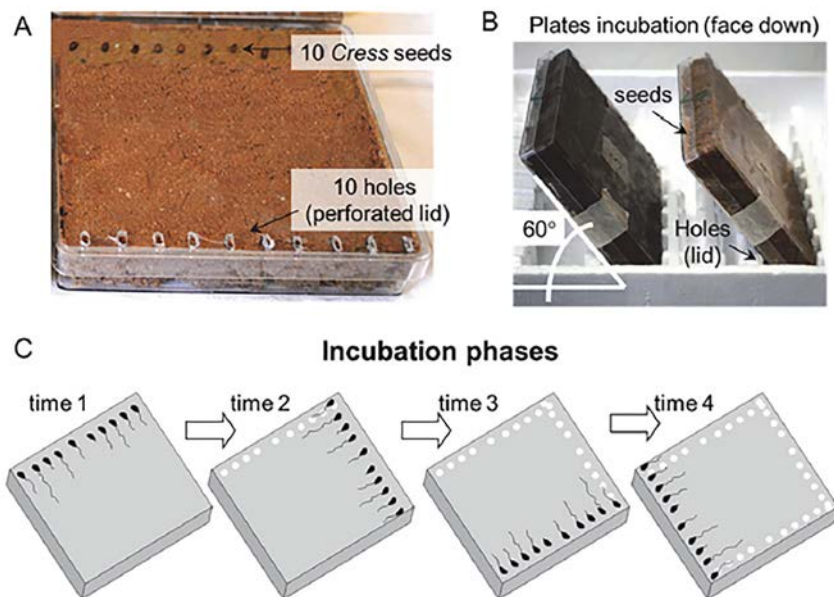 A
10 Cress seeds
10 holes
(perforated lid)
B
Plates incubation (face down)
seeds
60°
Holes
(lid)
C
Incubation phases
time 1
time 2
time 3
time 4